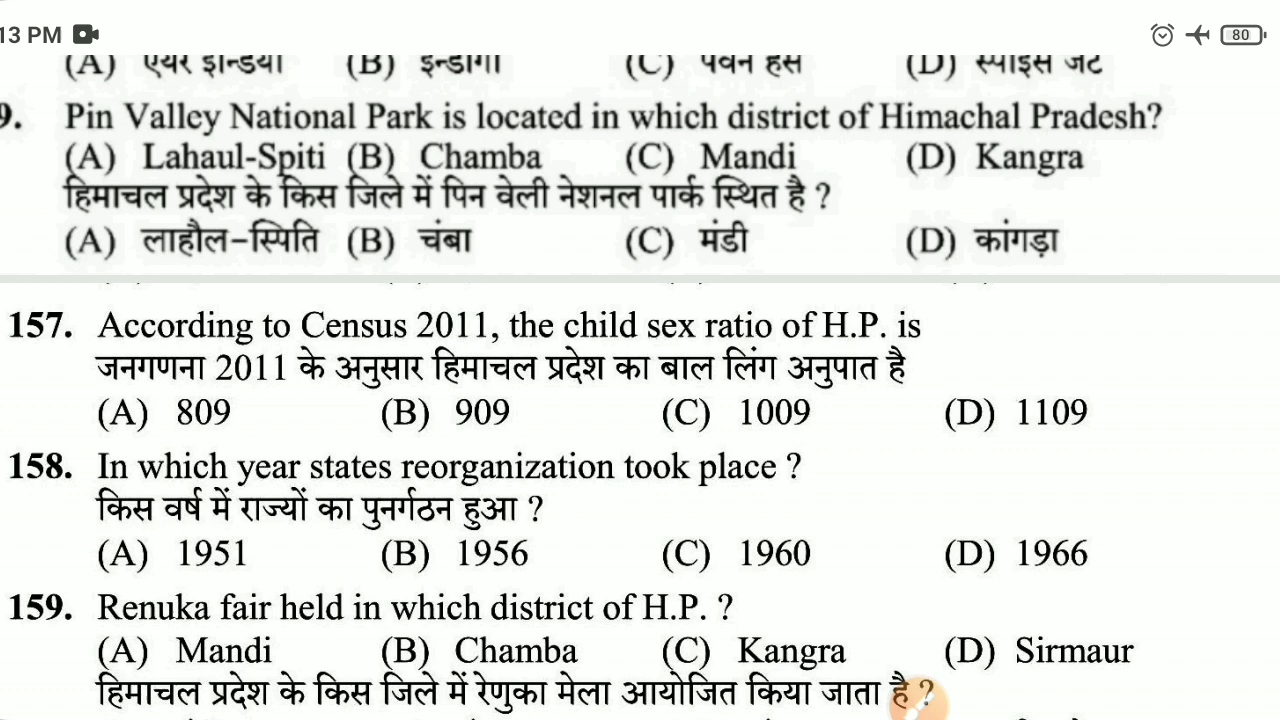 13 PM
80
(A) एयर इन्डिया (B) इन्डीगो (C) पवन हंस (D) स्पाइस जेट
9. Pin Valley National Park is located in which district of Himachal Pradesh?
(A) Lahaul-Spiti (B) Chamba (C) Mandi (D) Kangra
हिमाचल प्रदेश के किस जिले में पिन वेली नेशनल पार्क स्थित है ?
(A) लाहौल-स्पिति (B) चंबा (C) मंडी (D) कांगड़ा
157. According to Census 2011, the child sex ratio of H.P. is
जनगणना 2011 के अनुसार हिमाचल प्रदेश का बाल लिंग अनुपात है
(A) 809 (B) 909 (C) 1009 (D) 1109
158. In which year states reorganization took place ?
किस वर्ष में राज्यों का पुनर्गठन हुआ ?
(A) 1951 (B) 1956 (C) 1960 (D) 1966
159. Renuka fair held in which district of H.P. ?
(A) Mandi (B) Chamba (C) Kangra (D) Sirmaur
हिमाचल प्रदेश के किस जिले में रेणुका मेला आयोजित किया जाता है ?